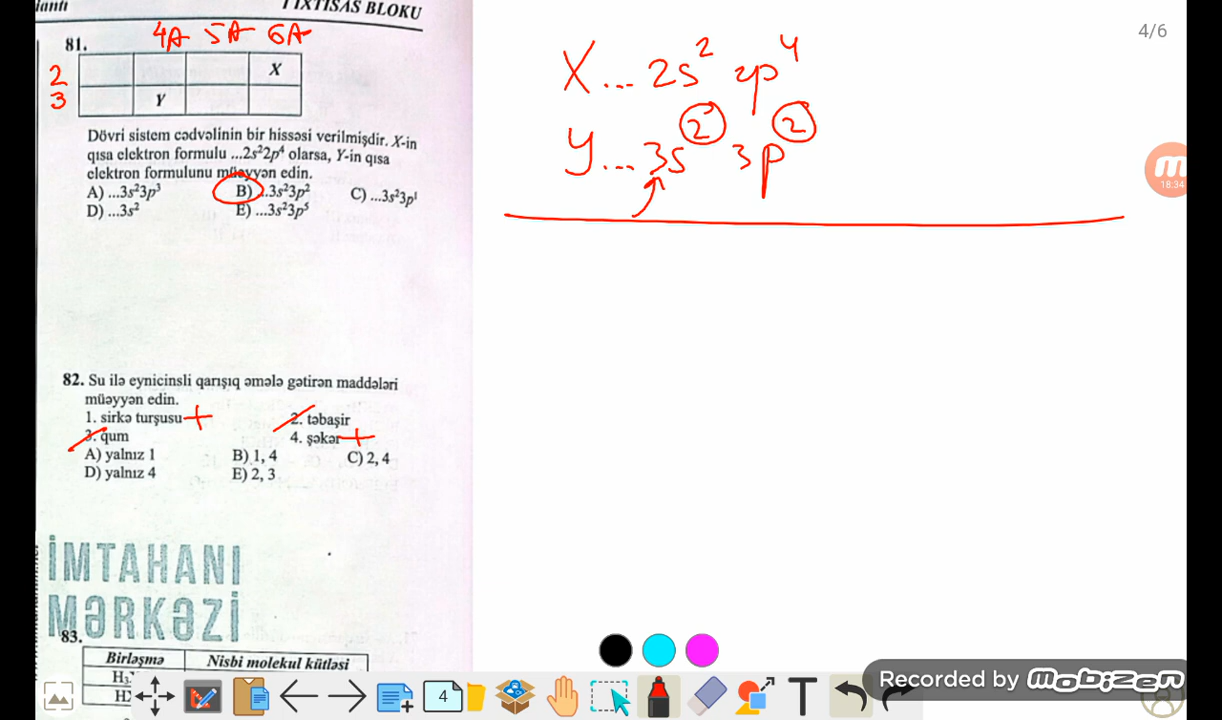 ianti
I IXTİSAS BLOKU
4/6
4A 5A 6A
81.
2
X
3
Y
X... 2s² 2p⁴
Y... 3s² 3p²
Dövri sistem cədvəlinin bir hissəsi verilmişdir. X-in
qısa elektron formulu ...2s²2p⁴ olarsa, Y-in qısa
elektron formulunu müəyyən edin.
A) ...3s²3p³ B) ...3s²3p² C) ...3s²3p¹
D) ...3s² E) ...3s²3p⁵
18:34
82. Su ilə eynicinsli qarışıq əmələ gətirən maddələri
müəyyən edin.
1. sirkə turşusu + 2. təbaşir
3. qum 4. şəkər +
A) yalnız 1 B) 1, 4 C) 2, 4
D) yalnız 4 E) 2, 3
İMTAHANI
MƏRKƏZİ
83.
Birləşmə Nisbi molekul kütləsi
4
T
Recorded by mobizen